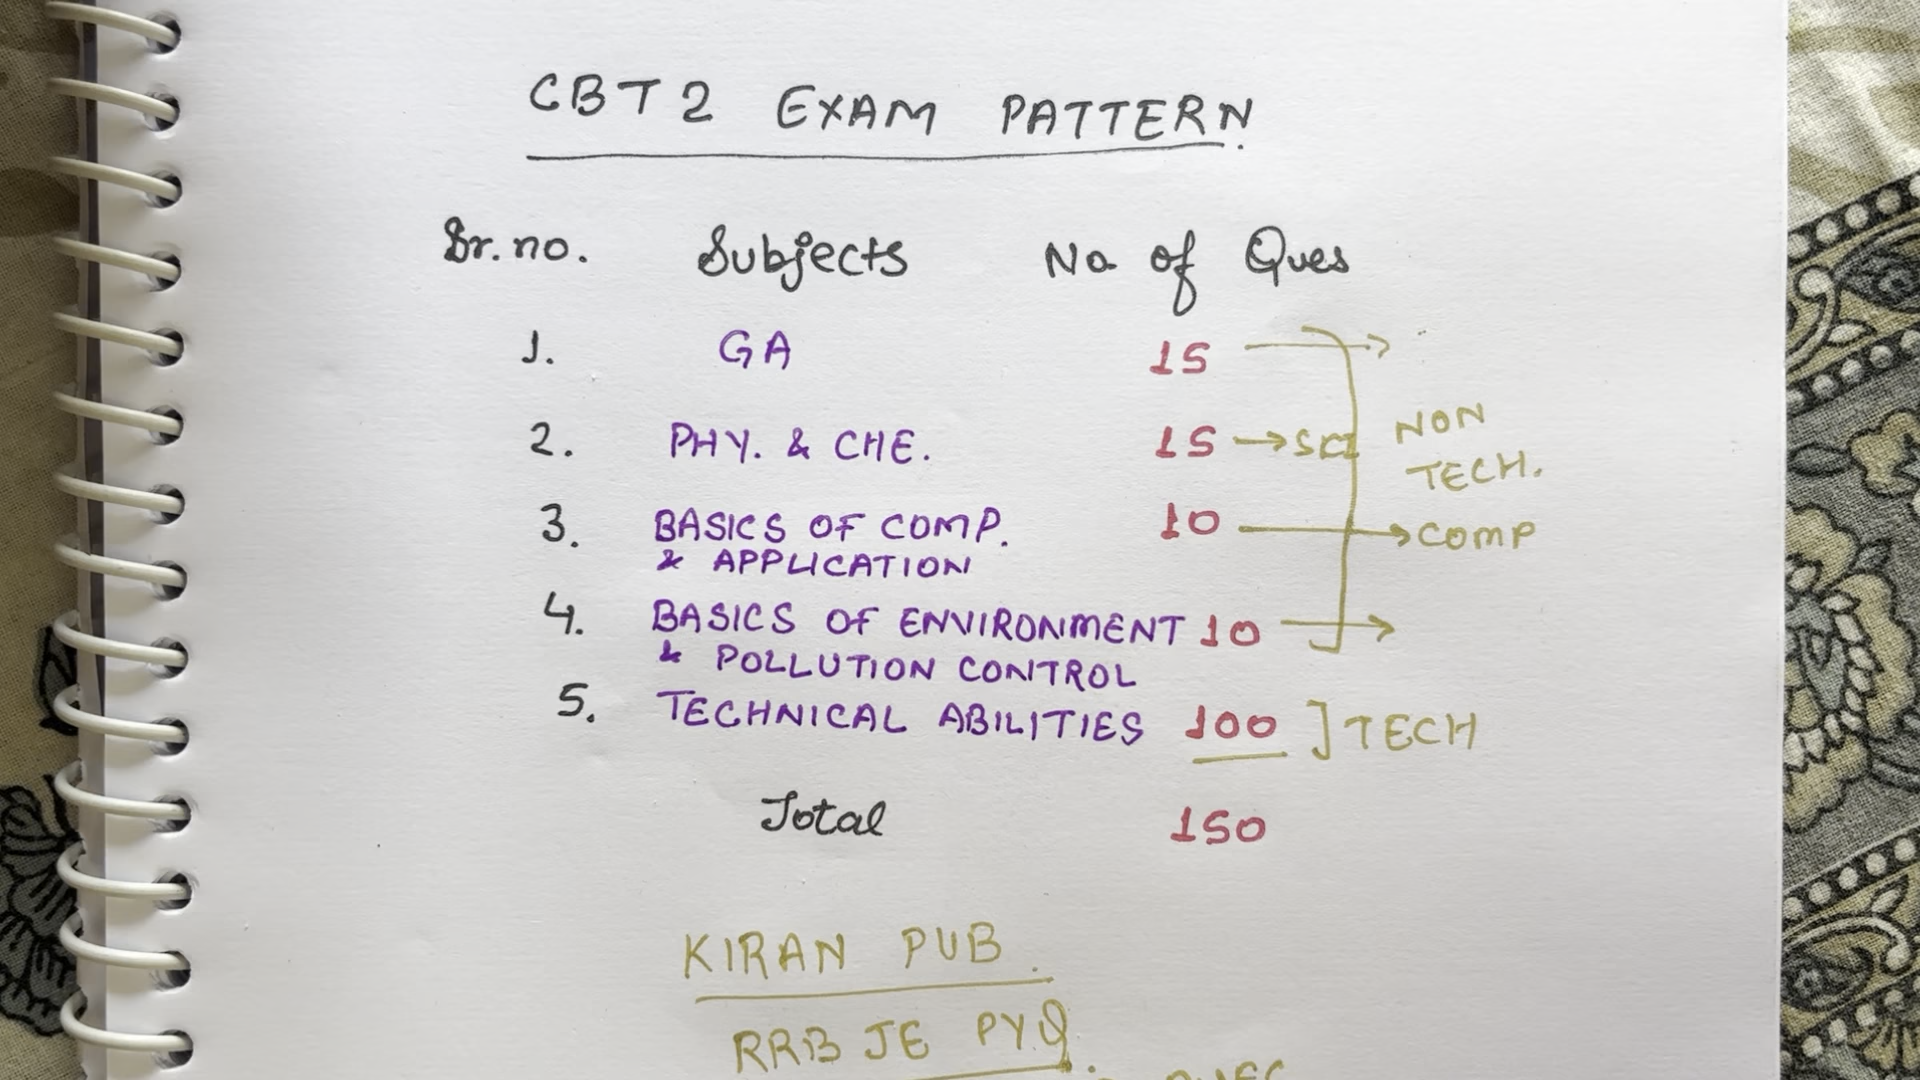 CBT 2 EXAM PATTERN.
Sr. no. Subjects No. of Ques
1. GA 15 →
2. PHY. & CHE. 15 → SCI
NON
TECH.
3. BASICS OF COMP. 10 → COMP
& APPLICATION
4. BASICS OF ENVIRONMENT 10 →
& POLLUTION CONTROL
5. TECHNICAL ABILITIES 100 ] TECH
Total 150
KIRAN PUB.
RRB JE PYQ.